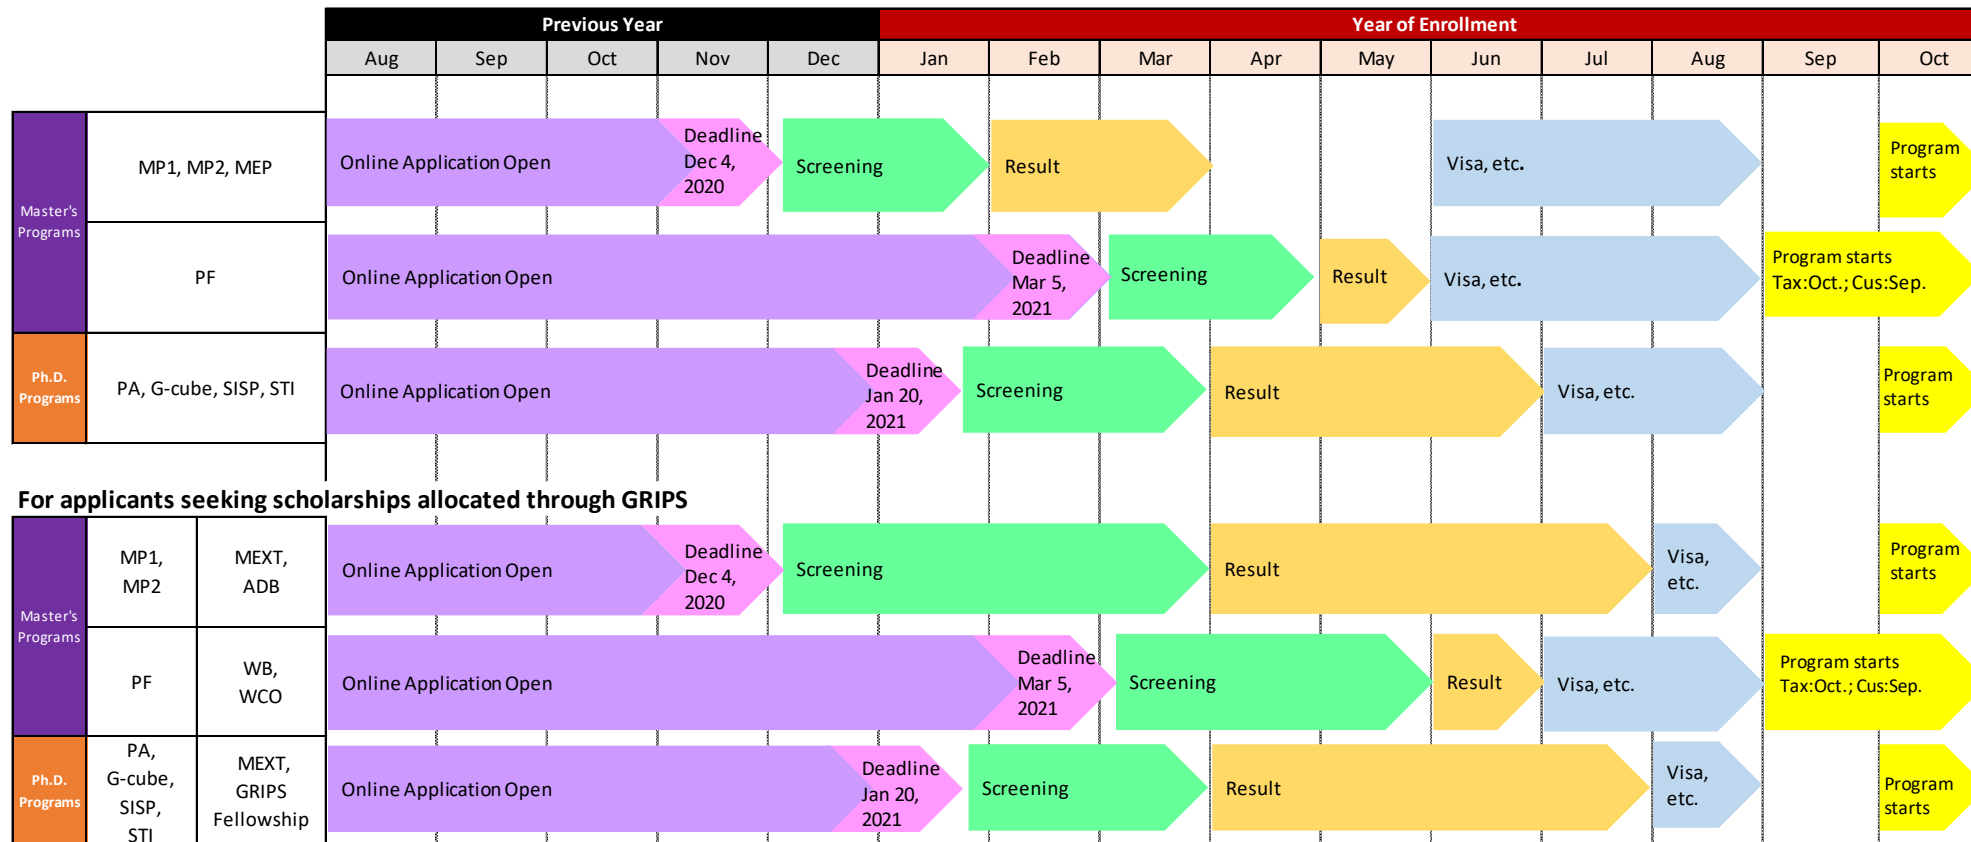 Previous Year
Year of Enrollment
Aug Sep Oct Nov Dec Jan Feb Mar Apr May Jun Jul Aug Sep Oct
Master's
Programs
MP1, MP2, MEP
Online Application Open
Deadline
Dec 4,
2020
Screening
Result
Visa, etc.
Program
starts
PF
Online Application Open
Deadline
Mar 5,
2021
Screening
Result
Visa, etc.
Program starts
Tax:Oct.; Cus:Sep.
Ph.D.
Programs
PA, G-cube, SISP, STI
Online Application Open
Deadline
Jan 20,
2021
Screening
Result
Visa, etc.
Program
starts
For applicants seeking scholarships allocated through GRIPS
Master's
Programs
MP1,
MP2
MEXT,
ADB
Online Application Open
Deadline
Dec 4,
2020
Screening
Result
Visa,
etc.
Program
starts
PF
WB,
WCO
Online Application Open
Deadline
Mar 5,
2021
Screening
Result
Visa, etc.
Program starts
Tax:Oct.; Cus:Sep.
Ph.D.
Programs
PA,
G-cube,
SISP,
STI
MEXT,
GRIPS
Fellowship
Online Application Open
Deadline
Jan 20,
2021
Screening
Result
Visa,
etc.
Program
starts